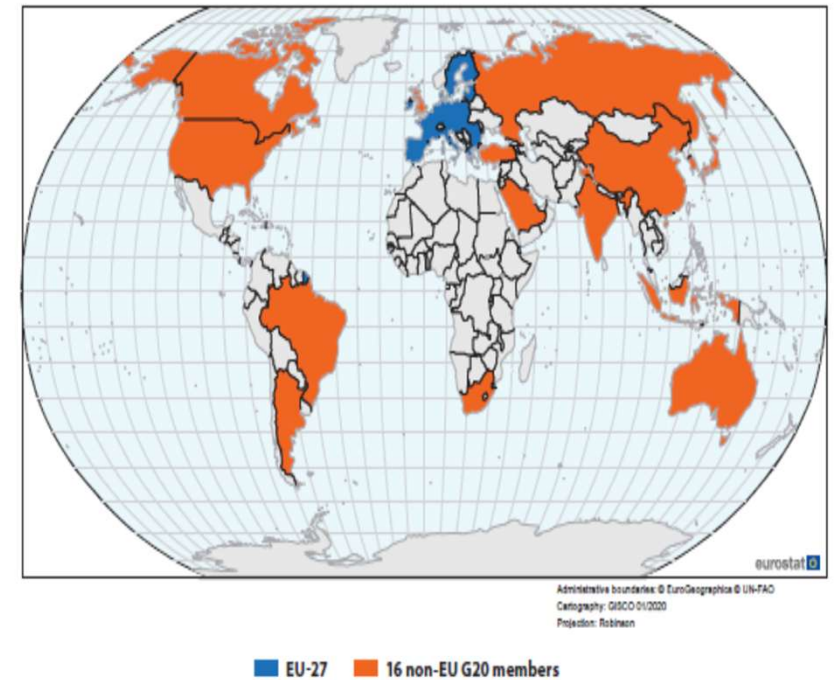 eurostat
Administrative boundaries: © EuroGeographics © UN-FAO
Cartography: GISCO 01/2020
Projection: Robinson
EU-27
16 non-EU G20 members